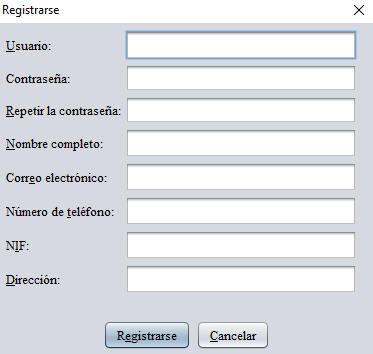 Registrarse
Usuario:
Contraseña:
Repetir la contraseña:
Nombre completo:
Correo electrónico:
Número de teléfono:
NIF:
Dirección:
Registrarse Cancelar